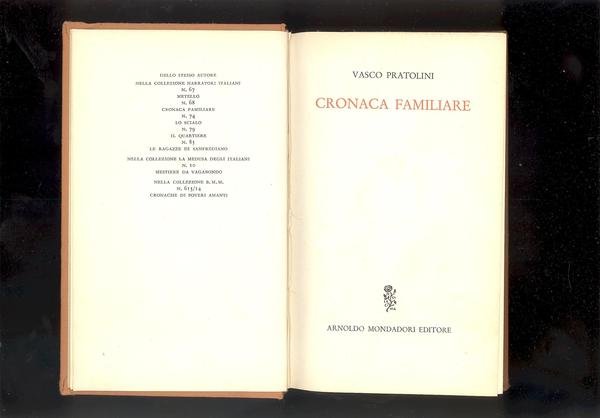 DELLO STESSO AUTORE
NELLA COLLEZIONE NARRATORI ITALIANI
N. 67
METELLO
N. 68
CRONACA FAMILIARE
N. 74
LO SCIALO
N. 79
IL QUARTIERE
N. 83
LE RAGAZZE DI SANFREDIANO
NELLA COLLEZIONE LA MEDUSA DEGLI ITALIANI
N. 10
MESTIERE DA VAGABONDO
NELLA COLLEZIONE B.M.M.
N. 613/14
CRONACHE DI POVERI AMANTI
VASCO PRATOLINI
CRONACA FAMILIARE
ARNOLDO MONDADORI EDITORE